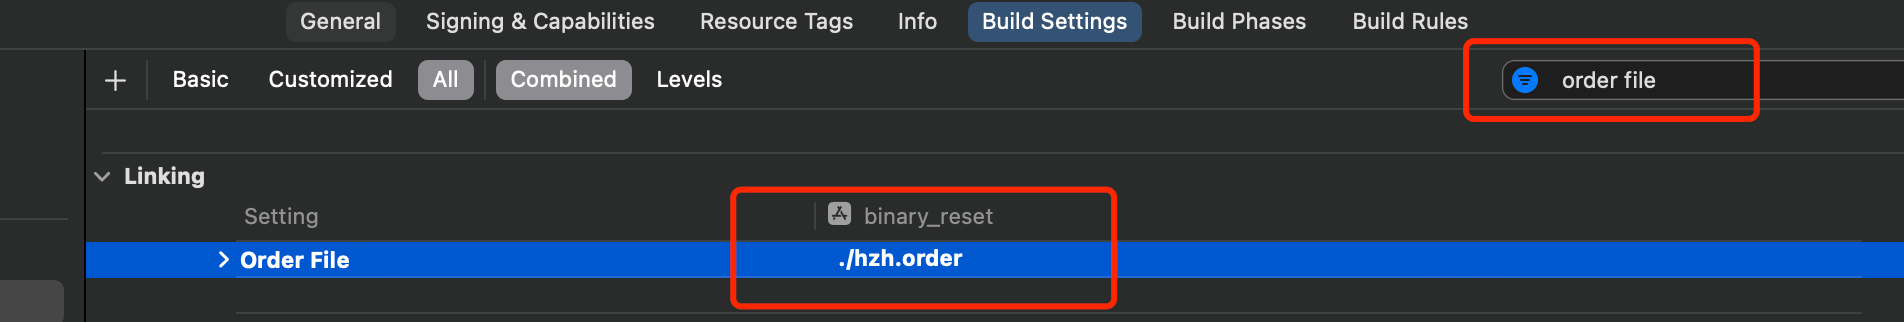 General Signing & Capabilities Resource Tags Info Build Settings Build Phases Build Rules
Basic Customized All Combined Levels order file
Linking
Setting binary_reset
Order File ./hzh.order